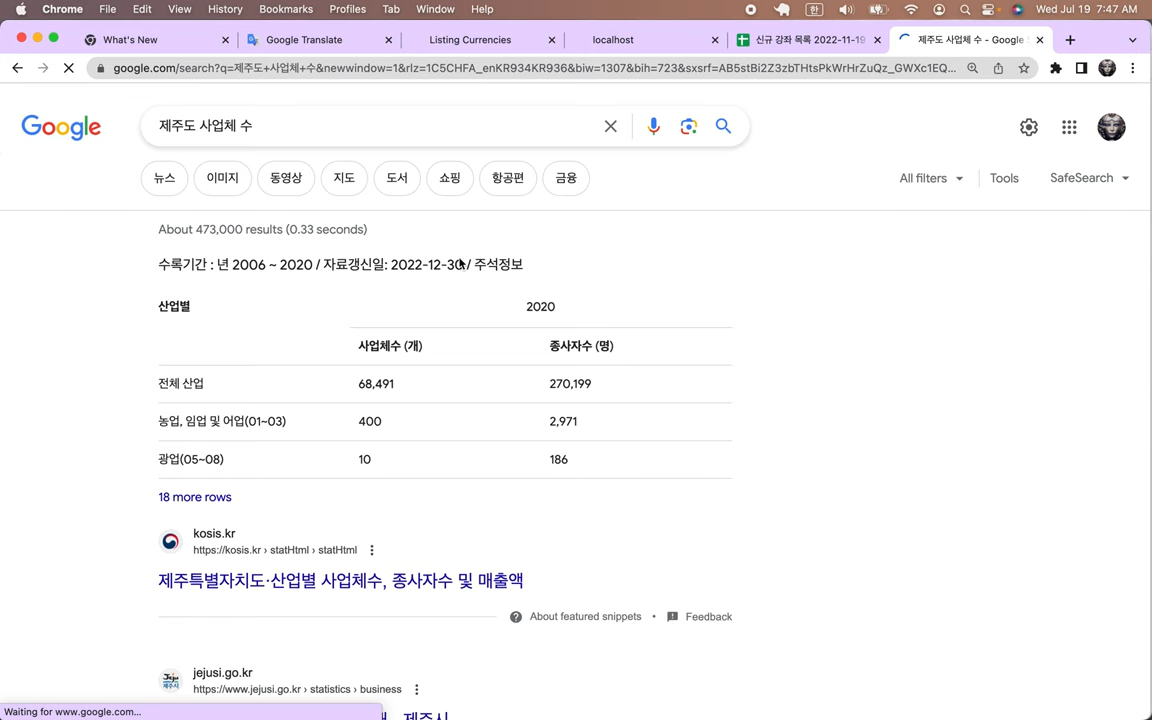 Chrome File Edit View History Bookmarks Profiles Tab Window Help 한 Wed Jul 19 7:47 AM
What's New Google Translate Listing Currencies localhost 신규 강좌 목록 2022-11-19 제주도 사업체 수 - Google
google.com/search?q=제주도+사업체+수&newwindow=1&rlz=1C5CHFA_enKR934KR936&biw=1307&bih=723&sxsrf=AB5stBi2Z3zbTHtsPkWrHrZuQz_GWXc1EQ...
Google 제주도 사업체 수
뉴스 이미지 동영상 지도 도서 쇼핑 항공편 금융 All filters Tools SafeSearch
About 473,000 results (0.33 seconds)
수록기간 : 년 2006 ~ 2020 / 자료갱신일: 2022-12-30 / 주석정보
산업별 2020
사업체수 (개) 종사자수 (명)
전체 산업 68,491 270,199
농업, 임업 및 어업(01~03) 400 2,971
광업(05~08) 10 186
18 more rows
kosis.kr
https://kosis.kr › statHtml › statHtml
제주특별자치도·산업별 사업체수, 종사자수 및 매출액
About featured snippets • Feedback
jejusi.go.kr
https://www.jejusi.go.kr › statistics › business
제주시
Waiting for www.google.com...